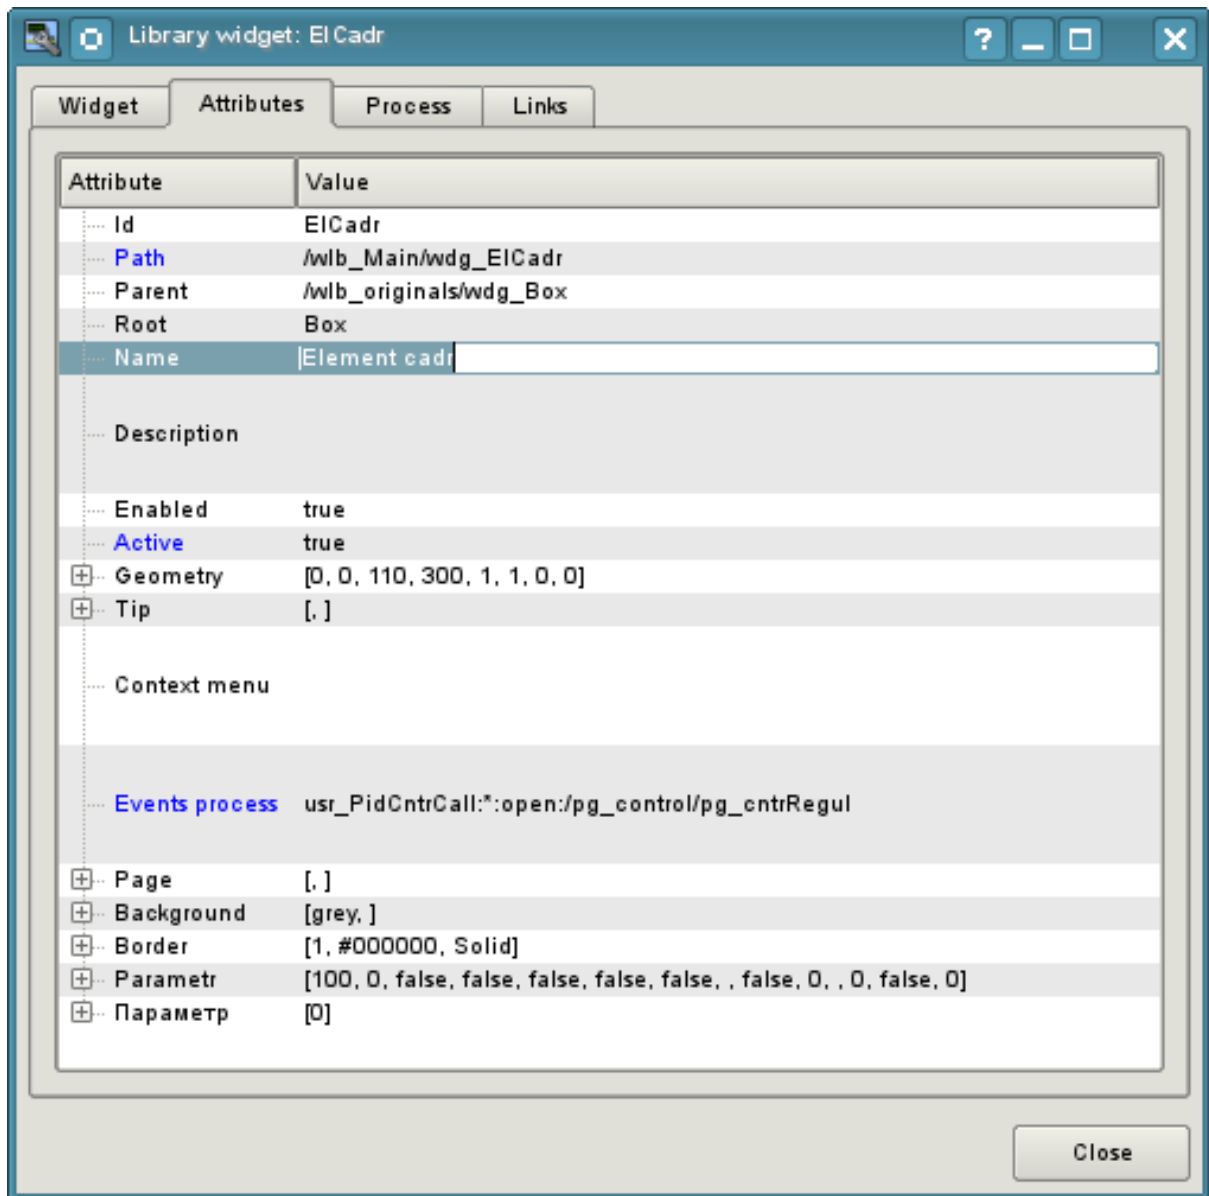 Library widget: ElCadr
?
Widget Attributes Process Links
Attribute Value
Id ElCadr
Path /wlb_Main/wdg_ElCadr
Parent /wlb_originals/wdg_Box
Root Box
Name Element cadr
Description
Enabled true
Active true
Geometry [0, 0, 110, 300, 1, 1, 0, 0]
Tip [, ]
Context menu
Events process usr_PidCntrCall:*:open:/pg_control/pg_cntrRegul
Page [, ]
Background [grey, ]
Border [1, #000000, Solid]
Parametr [100, 0, false, false, false, false, false, , false, 0, , 0, false, 0]
Параметр [0]
Close